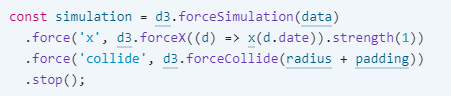 const simulation = d3.forceSimulation(data)
.force('x', d3.forceX((d) => x(d.date)).strength(1))
.force('collide', d3.forceCollide(radius + padding))
.stop();